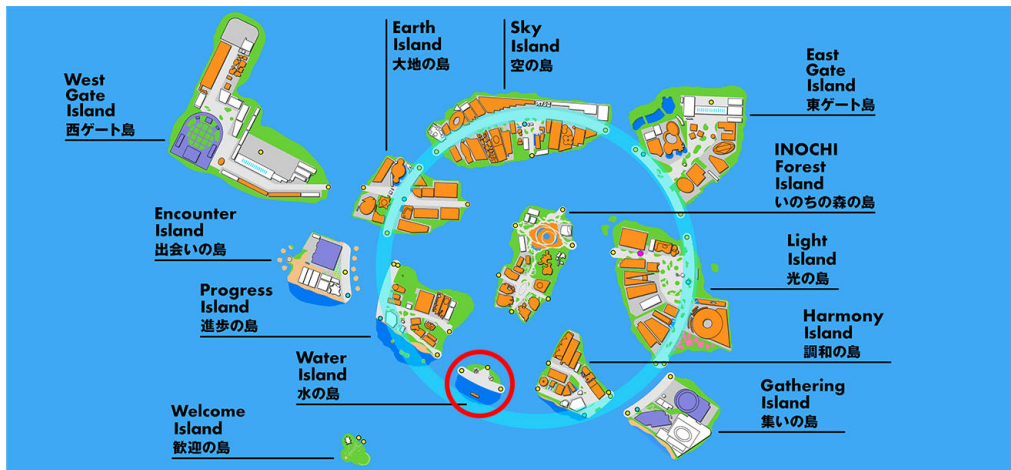 Earth
Island
大地の島
Sky
Island
空の島
East
Gate
Island
東ゲート島
West
Gate
Island
西ゲート島
INOCHI
Forest
Island
いのちの森の島
Encounter
Island
出会いの島
Light
Island
光の島
Progress
Island
進歩の島
Harmony
Island
調和の島
Water
Island
水の島
Gathering
Island
集いの島
Welcome
Island
歓迎の島